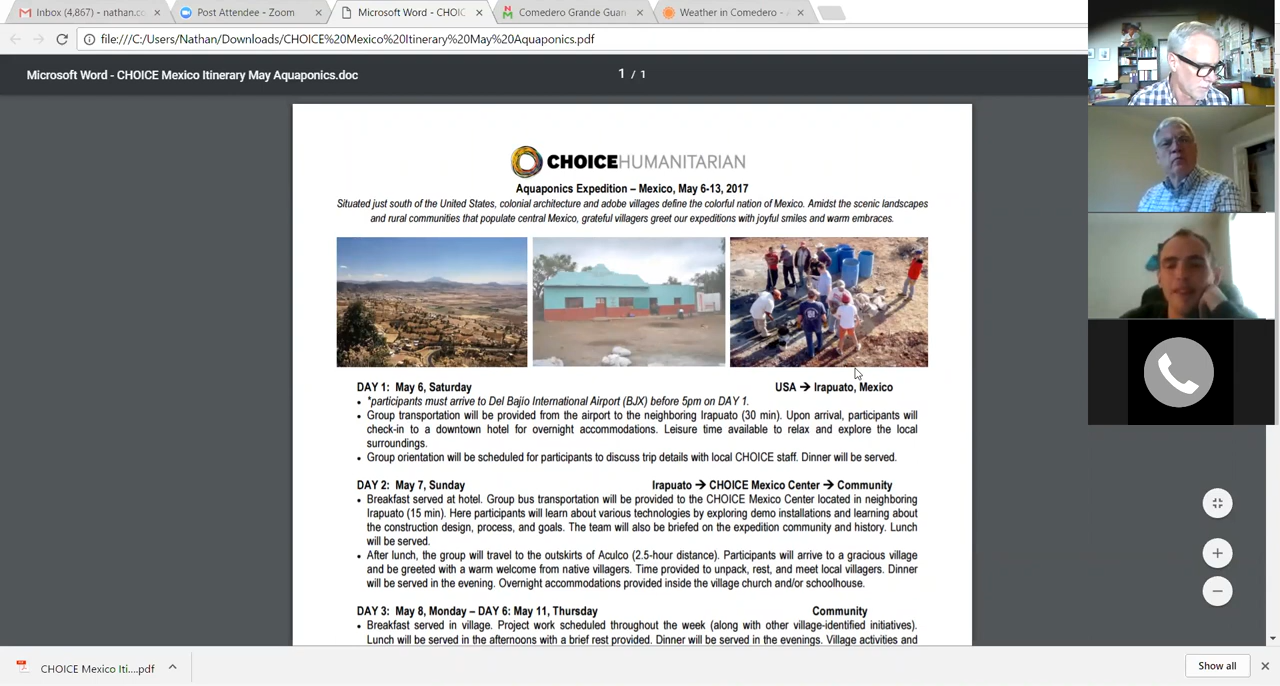 Inbox (4,867) - nathan.co
Post Attendee - Zoom
Microsoft Word - CHOIC
Comedero Grande Guan
Weather in Comedero - A
file:///C:/Users/Nathan/Downloads/CHOICE%20Mexico%20Itinerary%20May%20Aquaponics.pdf
Microsoft Word - CHOICE Mexico Itinerary May Aquaponics.doc
1 / 1
CHOICEHUMANITARIAN
Aquaponics Expedition – Mexico, May 6-13, 2017
Situated just south of the United States, colonial architecture and adobe villages define the colorful nation of Mexico. Amidst the scenic landscapes
and rural communities that populate central Mexico, grateful villagers greet our expeditions with joyful smiles and warm embraces.
DAY 1: May 6, Saturday USA → Irapuato, Mexico
• *participants must arrive to Del Bajio International Airport (BJX) before 5pm on DAY 1.
• Group transportation will be provided from the airport to the neighboring Irapuato (30 min). Upon arrival, participants will
check-in to a downtown hotel for overnight accommodations. Leisure time available to relax and explore the local
surroundings.
• Group orientation will be scheduled for participants to discuss trip details with local CHOICE staff. Dinner will be served.
DAY 2: May 7, Sunday Irapuato → CHOICE Mexico Center → Community
• Breakfast served at hotel. Group bus transportation will be provided to the CHOICE Mexico Center located in neighboring
Irapuato (15 min). Here participants will learn about various technologies by exploring demo installations and learning about
the construction design, process, and goals. The team will also be briefed on the expedition community and history. Lunch
will be served.
• After lunch, the group will travel to the outskirts of Aculco (2.5-hour distance). Participants will arrive to a gracious village
and be greeted with a warm welcome from native villagers. Time provided to unpack, rest, and meet local villagers. Dinner
will be served in the evening. Overnight accommodations provided inside the village church and/or schoolhouse.
DAY 3: May 8, Monday – DAY 6: May 11, Thursday Community
• Breakfast served in village. Project work scheduled throughout the week (along with other village-identified initiatives).
Lunch will be served in the afternoons with a brief rest provided. Dinner will be served in the evenings. Village activities and
CHOICE Mexico Iti....pdf
Show all